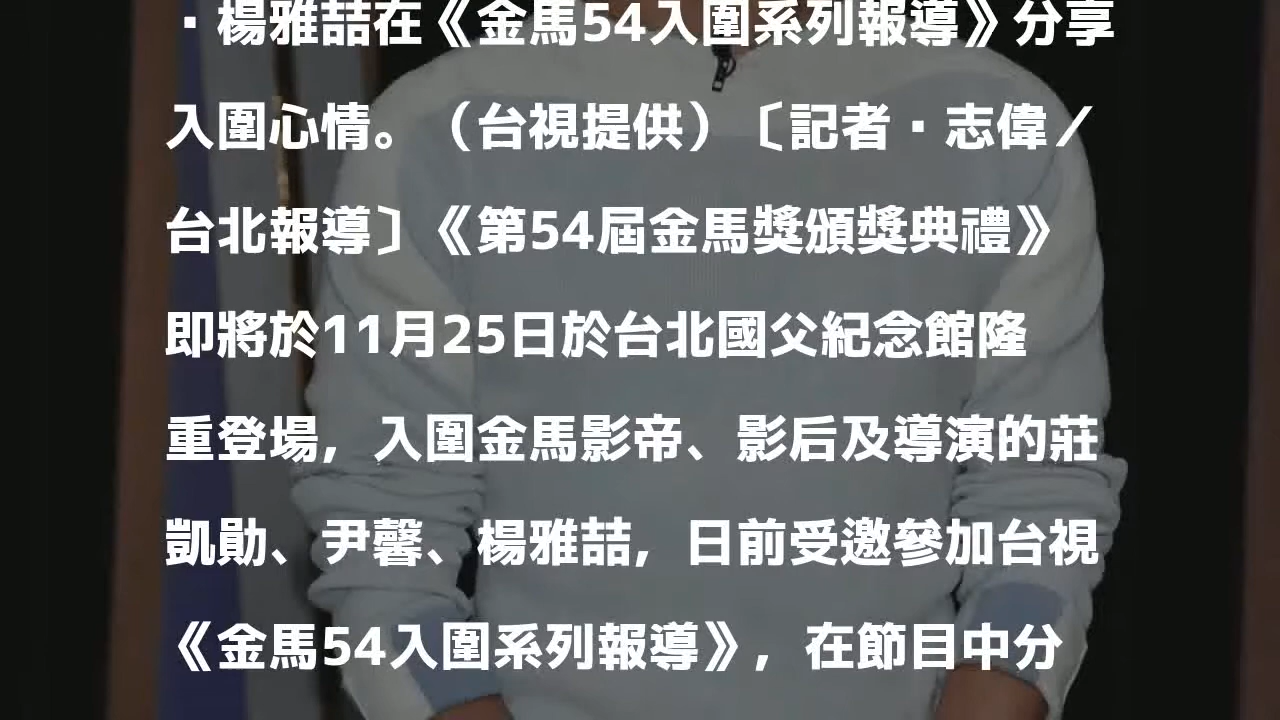 ▪楊雅喆在《金馬54入圍系列報導》分享
入圍心情。（台視提供）〔記者▪志偉／
台北報導〕《第54屆金馬獎頒獎典禮》
即將於11月25日於台北國父紀念館隆
重登場，入圍金馬影帝、影后及導演的莊
凱勛、尹馨、楊雅喆，日前受邀參加台視
《金馬54入圍系列報導》，在節目中分